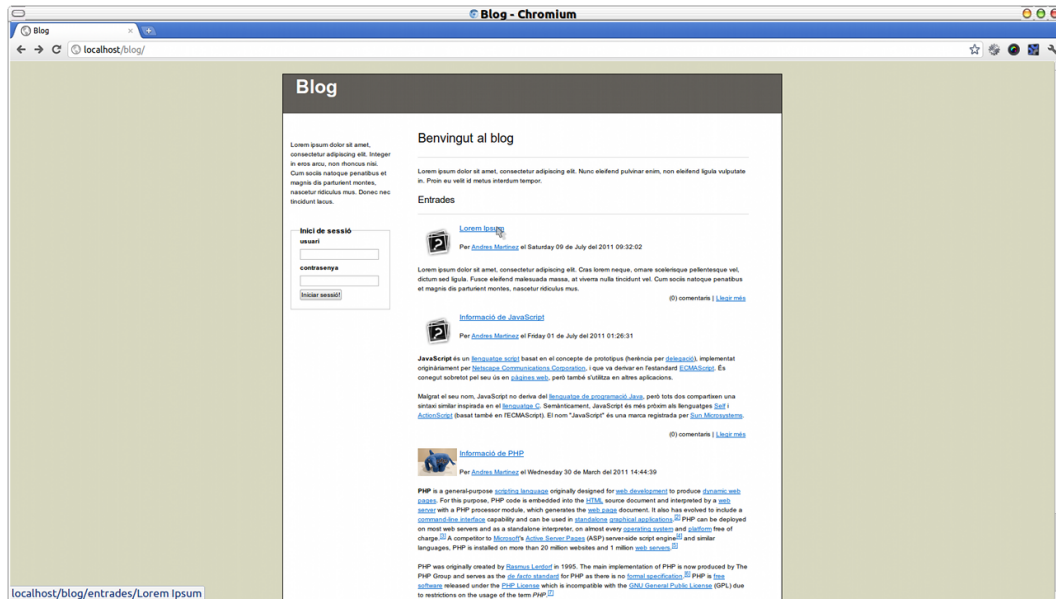 Blog - Chromium
Blog
localhost/blog/
Blog
Lorem ipsum dolor sit amet,
consectetur adipiscing elit. Integer
in eros arcu, non rhoncus nisi.
Cum sociis natoque penatibus et
magnis dis parturient montes,
nascetur ridiculus mus. Donec nec
tincidunt lacus.
Inici de sessió
usuari
contrasenya
Iniciar sessió!
Benvingut al blog
Lorem ipsum dolor sit amet, consectetur adipiscing elit. Nunc eleifend pulvinar enim, non eleifend ligula vulputate
in. Proin eu velit id metus interdum tempor.
Entrades
Lorem Ipsum
Per Andres Martinez el Saturday 09 de July del 2011 09:32:02
Lorem ipsum dolor sit amet, consectetur adipiscing elit. Cras lorem neque, ornare scelerisque pellentesque vel,
dictum sed ligula. Fusce eleifend malesuada massa, at viverra nulla tincidunt vel. Cum sociis natoque penatibus
et magnis dis parturient montes, nascetur ridiculus mus.
(0) comentaris | Llegir més
Informació de JavaScript
Per Andres Martinez el Friday 01 de July del 2011 01:26:31
JavaScript és un llenguatge script basat en el concepte de prototipus (herència per delegació), implementat
originàriament per Netscape Communications Corporation, i que va derivar en l'estandard ECMAScript. És
conegut sobretot pel seu ús en pàgines web, però també s'utilitza en altres aplicacions.
Malgrat el seu nom, JavaScript no deriva del llenguatge de programació Java, però tots dos comparteixen una
sintaxi similar inspirada en el llenguatge C. Semànticament, JavaScript és més pròxim als llenguatges Self i
ActionScript (basat també en l'ECMAScript). El nom "JavaScript" és una marca registrada per Sun Microsystems.
(0) comentaris | Llegir més
Informació de PHP
Per Andres Martinez el Wednesday 30 de March del 2011 14:44:39
PHP is a general-purpose scripting language originally designed for web development to produce dynamic web
pages. For this purpose, PHP code is embedded into the HTML source document and interpreted by a web
server with a PHP processor module, which generates the web page document. It also has evolved to include a
command-line interface capability and can be used in standalone graphical applications.[2] PHP can be deployed
on most web servers and as a standalone interpreter, on almost every operating system and platform free of
charge.[3] A competitor to Microsoft's Active Server Pages (ASP) server-side script engine[4] and similar
languages, PHP is installed on more than 20 million websites and 1 million web servers.[5]
PHP was originally created by Rasmus Lerdorf in 1995. The main implementation of PHP is now produced by The
PHP Group and serves as the de facto standard for PHP as there is no formal specification.[6] PHP is free
software released under the PHP License which is incompatible with the GNU General Public License (GPL) due
to restrictions on the usage of the term PHP.[7]
localhost/blog/entrades/Lorem Ipsum